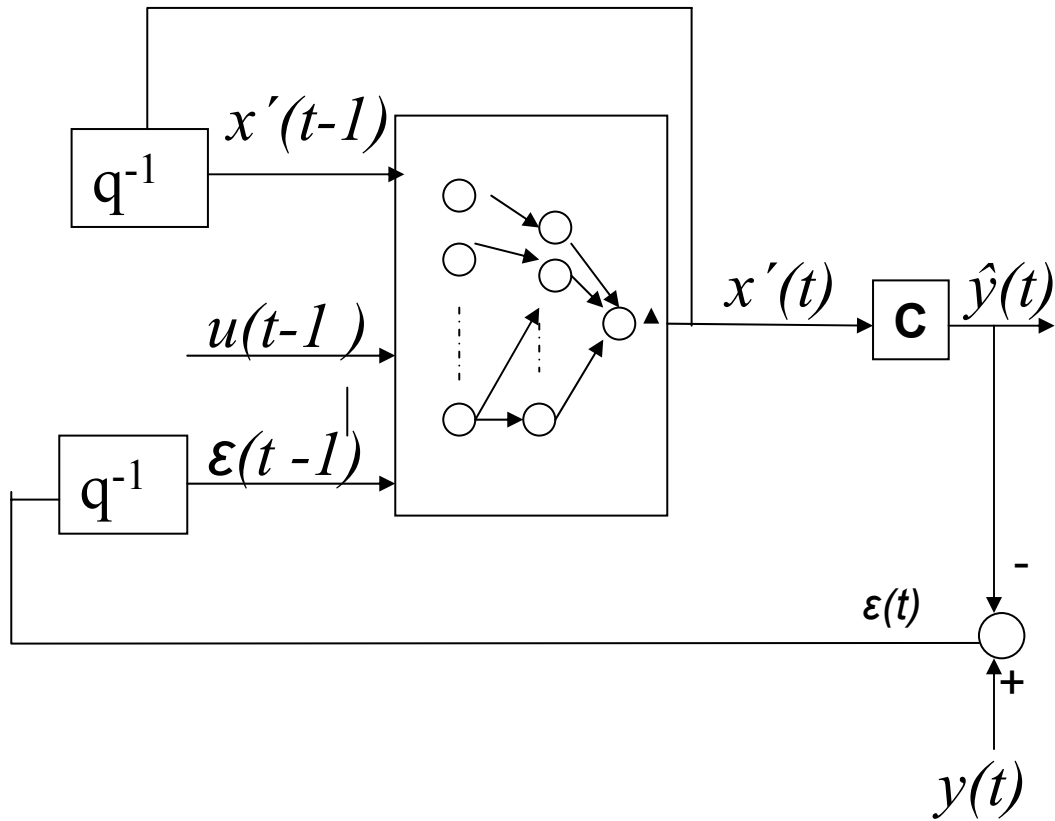 x´(t-1)
q-1
u(t-1 )
x´(t)
C
ŷ(t)
ε(t -1)
q-1
-
ε(t)
+
y(t)